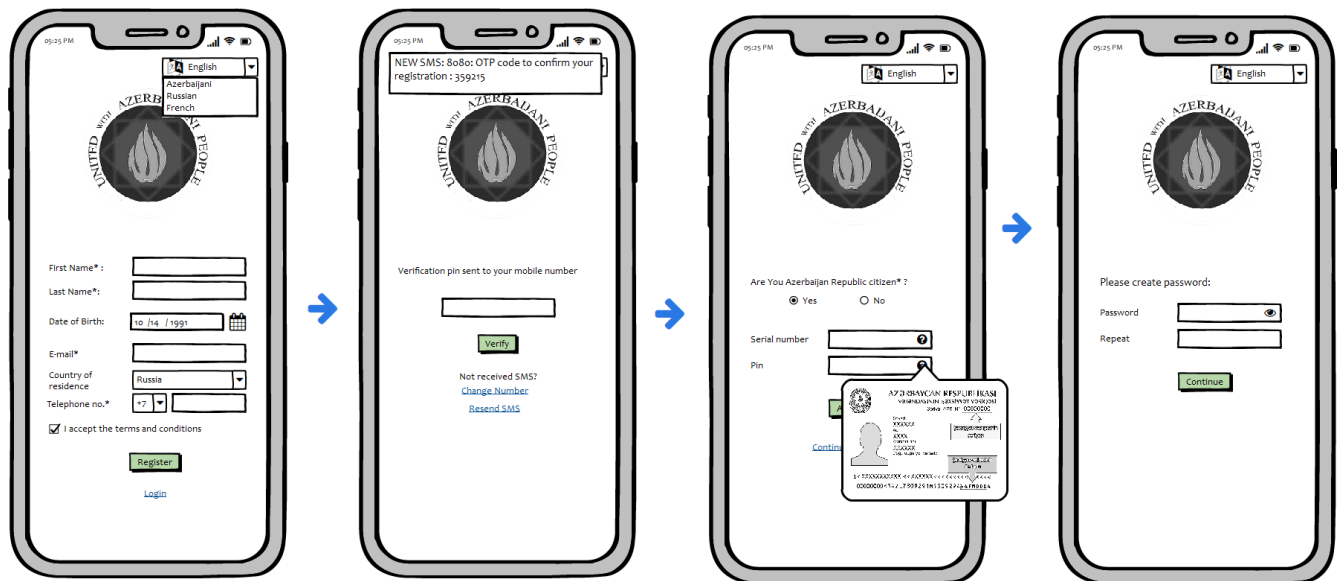 05:25 PM
English
Azerbaijani
Russian
French
UNITED WITH AZERBAIJANI PEOPLE
First Name* :
Last Name*:
Date of Birth:
10 /14 / 1991
E-mail*
Country of
residence
Russia
Telephone no.*
+7
I accept the terms and conditions
Register
Login
05:25 PM
NEW SMS: 8080: OTP code to confirm your
registration : 359215
UNITED WITH AZERBAIJANI PEOPLE
Verification pin sent to your mobile number
Verify
Not received SMS?
Change Number
Resend SMS
05:25 PM
English
UNITED WITH AZERBAIJANI PEOPLE
Are You Azerbaijan Republic citizen* ?
Yes
No
Serial number
Pin
AZƏRBAYCAN RESPUBLIKASI
05:25 PM
English
UNITED WITH AZERBAIJANI PEOPLE
Please create password:
Password
Repeat
Continue